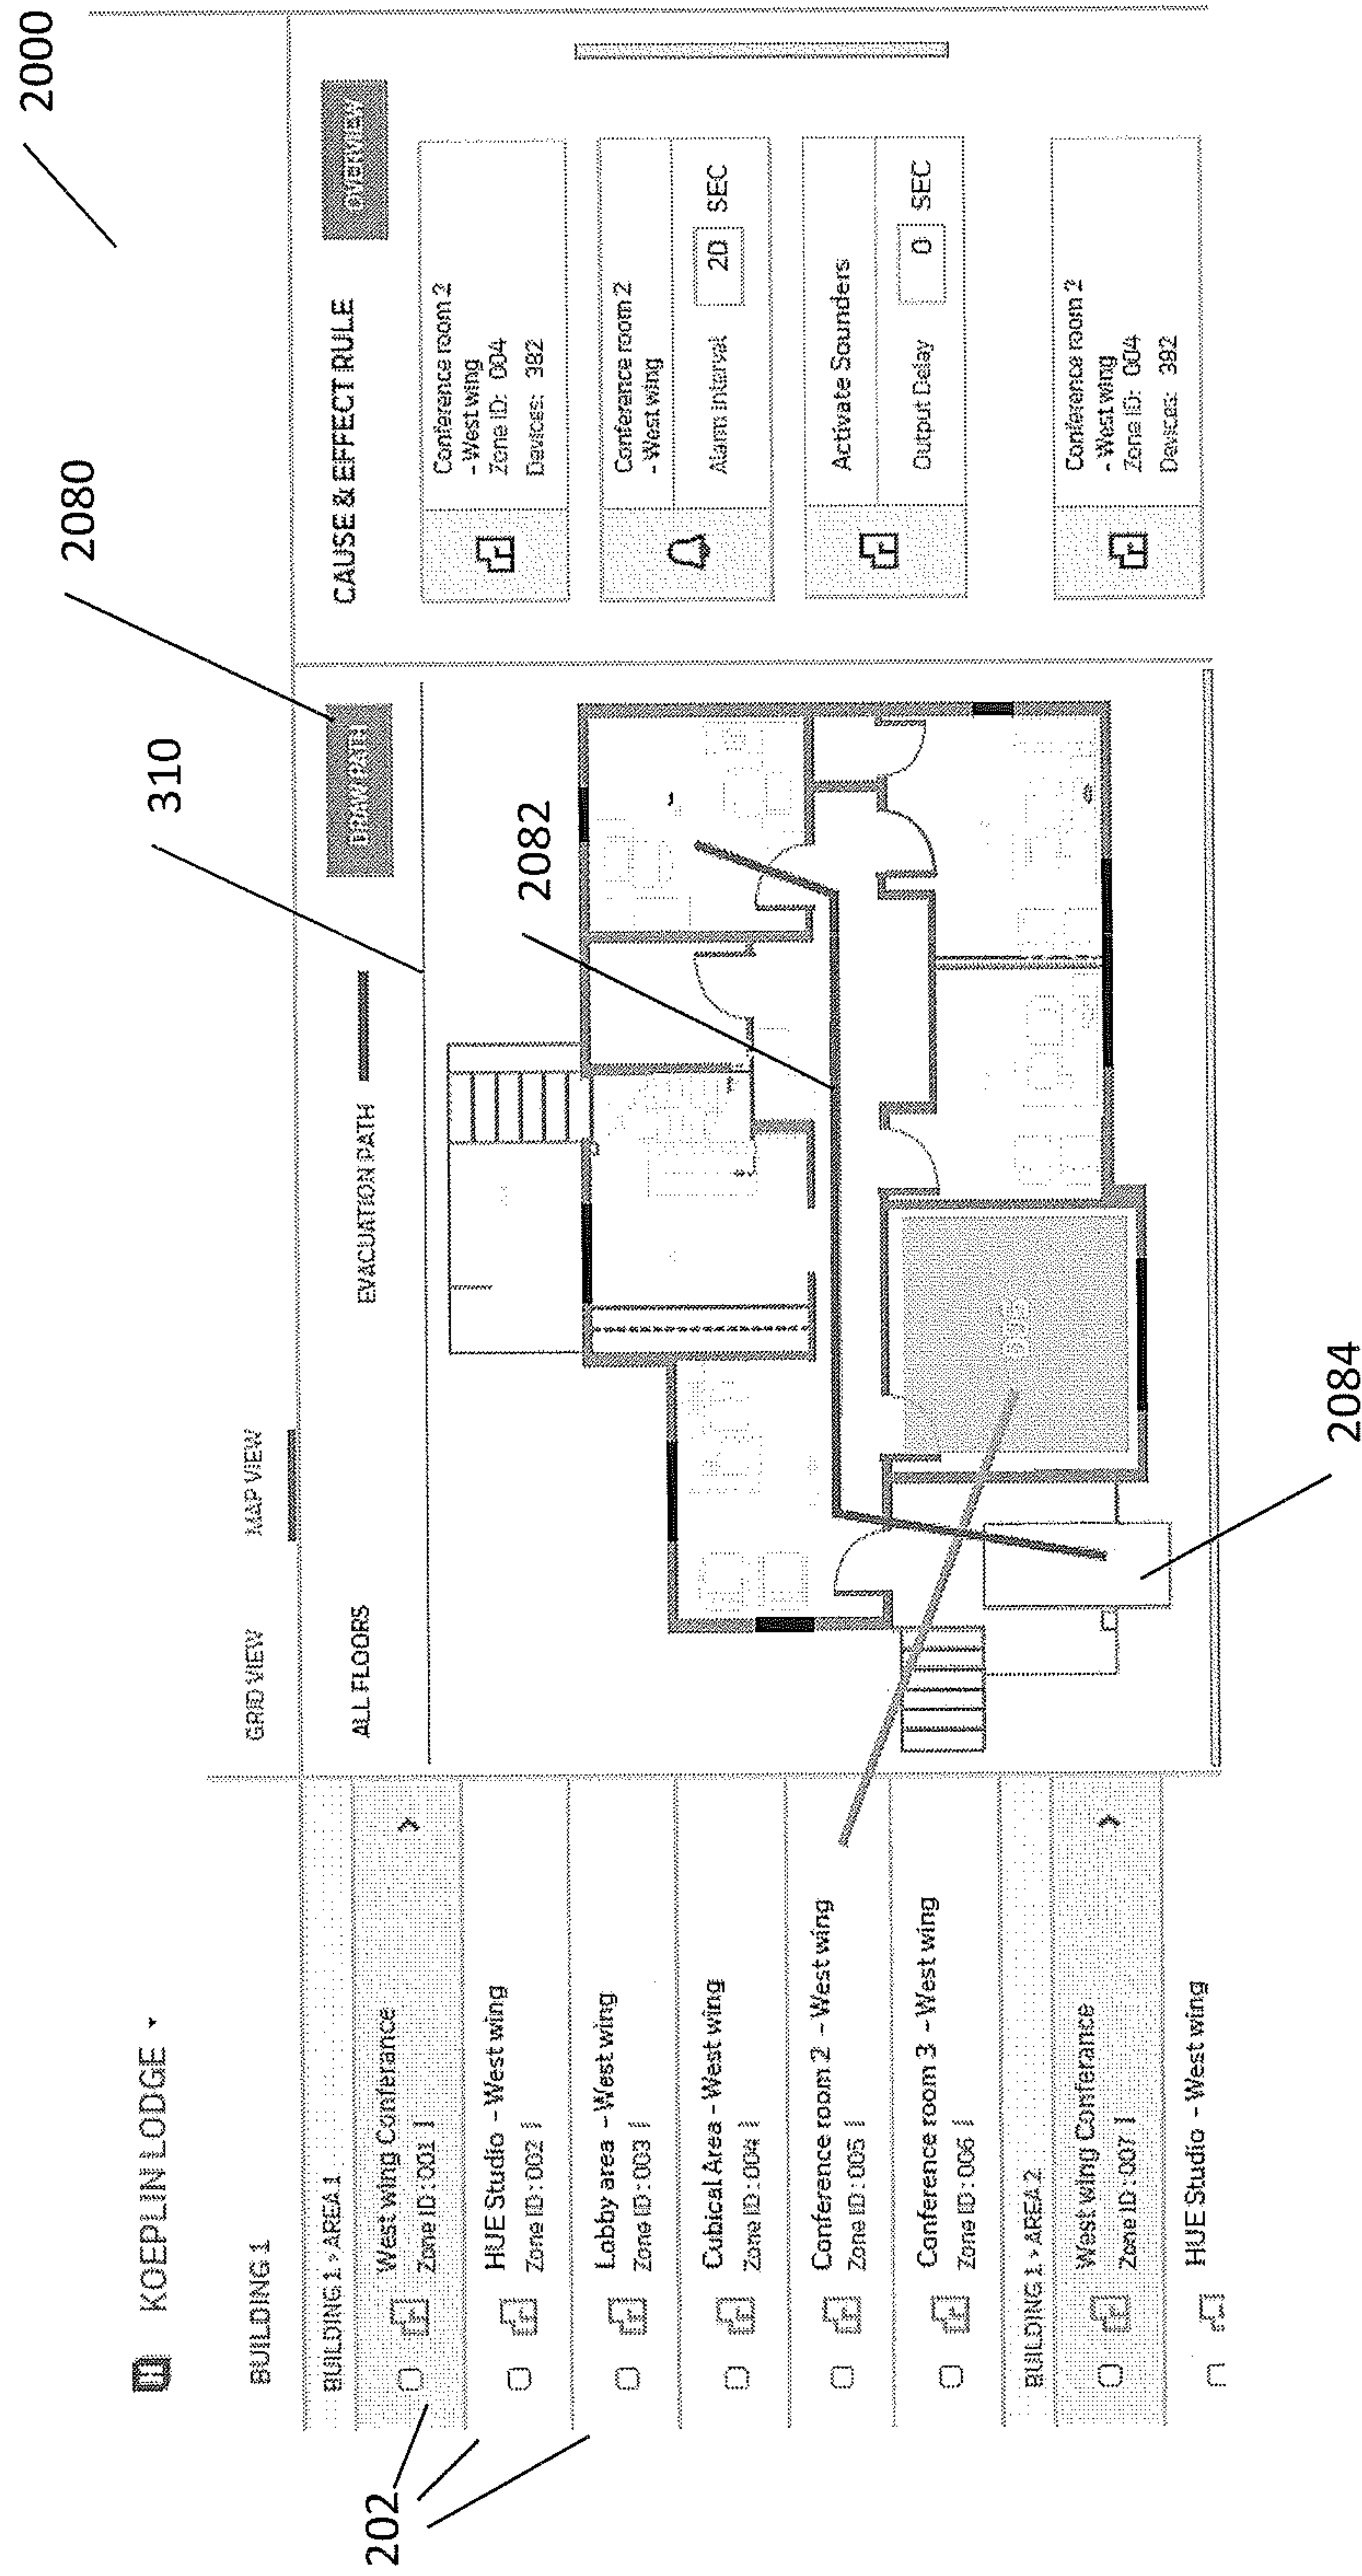 2000
KOEPLIN LODGE
BUILDING 1
GRID VIEW
MAP VIEW
BUILDING 1 > AREA 1
West wing Conferance
Zone ID : 001 |
HUE Studio - West wing
Zone ID : 002 |
Lobby area - West wing
Zone ID : 003 |
Cubical Area - West wing
Zone ID : 004 |
Conference room 2 - West wing
Zone ID : 005 |
Conference room 3 - West wing
Zone ID : 006 |
BUILDING 1 > AREA 2
West wing Conferance
Zone ID : 007 |
HUE Studio - West wing
202
ALL FLOORS
EVACUATION PATH
DRAW PATH
310
2080
2082
2084
CAUSE & EFFECT RULE
OVERVIEW
Conference room 2
- West wing
Zone ID: 004
Devices: 382
Conference room 2
- West wing
Alarm Interval
20
SEC
Activate Sounders
Output Delay
0
SEC
Conference room 2
- West wing
Zone ID: 004
Devices: 382